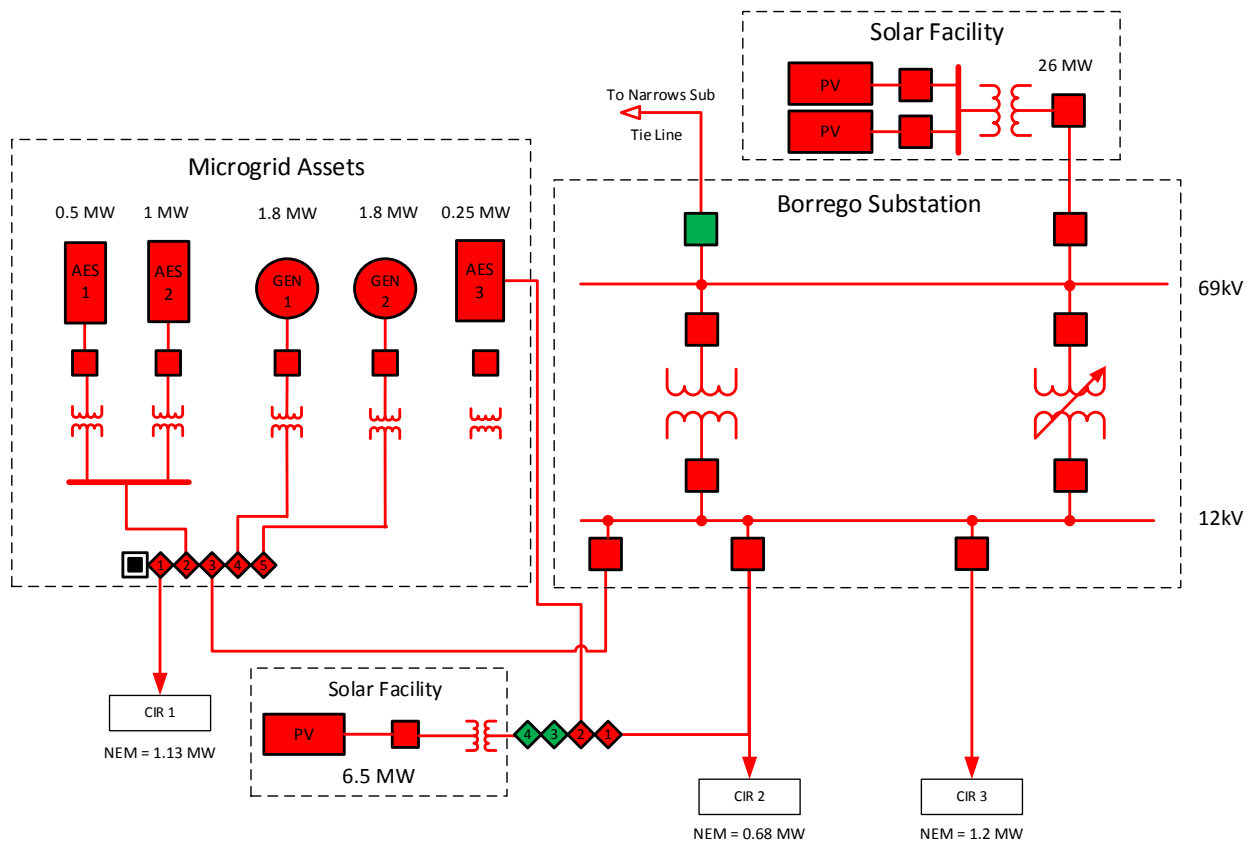 Solar Facility
26 MW
PV
PV
To Narrows Sub
Tie Line
Microgrid Assets
0.5 MW
1 MW
1.8 MW
1.8 MW
0.25 MW
AES
1
AES
2
GEN
1
GEN
2
AES
3
1
2
3
4
5
Borrego Substation
69kV
12kV
Solar Facility
PV
6.5 MW
4
3
2
1
CIR 1
NEM = 1.13 MW
CIR 2
NEM = 0.68 MW
CIR 3
NEM = 1.2 MW